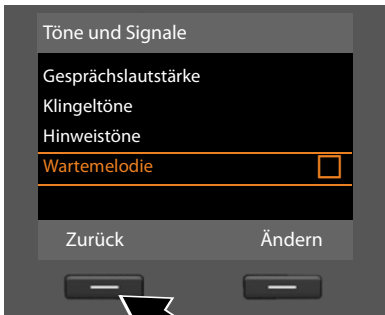 Töne und Signale
Gesprächslautstärke
Klingeltöne
Hinweistöne
Wartemelodie
Zurück Ändern